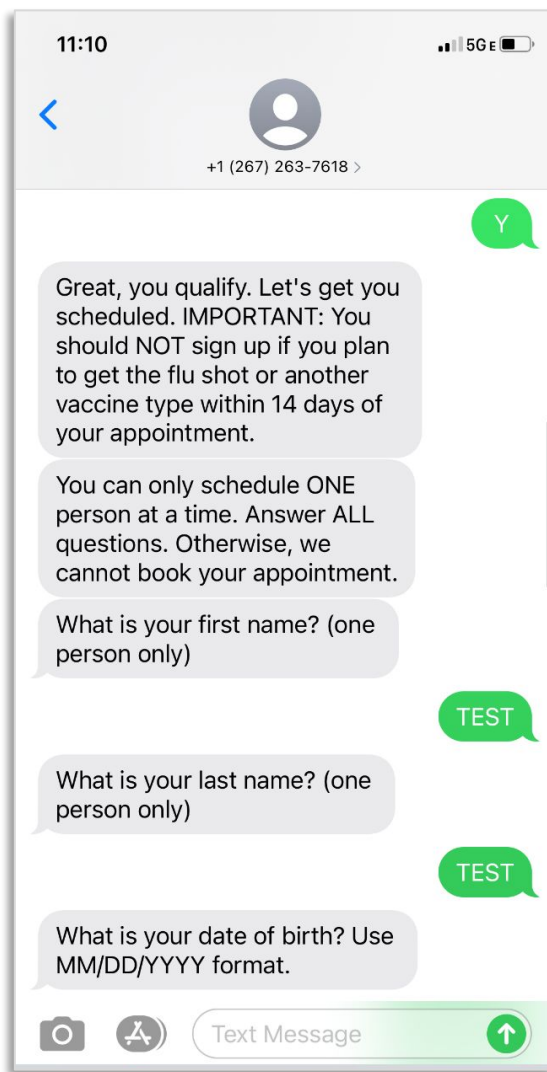 11:10
5G E
+1 (267) 263-7618 >
Y
Great, you qualify. Let's get you
scheduled. IMPORTANT: You
should NOT sign up if you plan
to get the flu shot or another
vaccine type within 14 days of
your appointment.
You can only schedule ONE
person at a time. Answer ALL
questions. Otherwise, we
cannot book your appointment.
What is your first name? (one
person only)
TEST
What is your last name? (one
person only)
TEST
What is your date of birth? Use
MM/DD/YYYY format.
Text Message